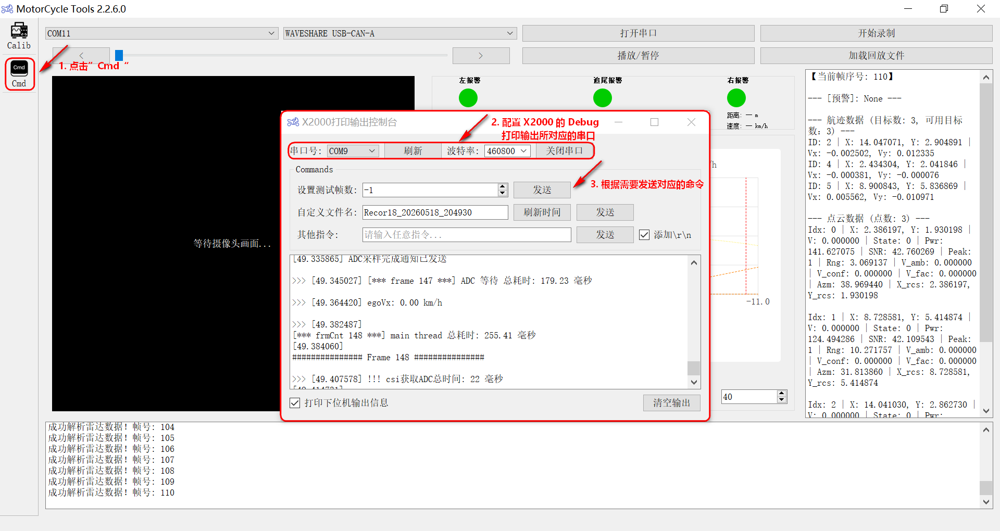 MotorCycle Tools 2.2.6.0
Calib
Cmd
Cmd
COM11
WAVESHARE USB-CAN-A
打开串口
开始录制
<
>
播放/暂停
加载回放文件
1. 点击” Cmd “
等待摄像头画面...
左报警
追尾报警
右报警
距离: — m
速度: — km/h
X2000打印输出控制台
2. 配置 X2000 的 Debug
打印输出所对应的串口
串口号:
COM9
刷新
波特率:
460800
关闭串口
Commands
3. 根据需要发送对应的命令
设置测试帧数:
-1
发送
自定义文件名:
Recor18_20260518_204930
刷新时间
发送
其他指令:
请输入任意指令...
发送
添加\r\n
[49.335865] ADC采样完成通知已发送
>>> [49.345027] [*** frame 147 ***] ADC 等待 总耗时: 179.23 毫秒
>>> [49.364420] egoVx: 0.00 km/h
>>> [49.382487]
[*** frmCnt 148 ***] main thread 总耗时: 255.41 毫秒
[49.384060]
############### Frame 148 ###############
>>> [49.407578] !!! csi获取ADC总时间: 22 毫秒
打印下位机输出信息
清空输出
/h
-11.0
40
【当前帧序号: 110】
--- [预警]: None ---
--- 航迹数据 (目标数: 3, 可用目标
数: 3) ---
ID: 2 | X: 14.047071, Y: 2.904891 |
Vx: -0.002502, Vy: 0.012335
ID: 4 | X: 2.434304, Y: 2.041846 |
Vx: -0.000381, Vy: -0.000076
ID: 5 | X: 8.900843, Y: 5.836869 |
Vx: 0.005562, Vy: -0.010971
--- 点云数据 (点数: 3) ---
Idx: 0 | X: 2.386197, Y: 1.930198 |
V: 0.000000 | State: 0 | Pwr:
141.627075 | SNR: 42.760269 | Peak:
1 | Rng: 3.069137 | V_amb: 0.000000
| V_conf: 0.000000 | V_fac: 0.000000
| Azm: 38.969440 | X_rcs: 2.386197,
Y_rcs: 1.930198
Idx: 1 | X: 8.728581, Y: 5.414874 |
V: 0.000000 | State: 0 | Pwr:
124.494286 | SNR: 42.109543 | Peak:
1 | Rng: 10.271757 | V_amb: 0.000000
| V_conf: 0.000000 | V_fac: 0.000000
| Azm: 31.813860 | X_rcs: 8.728581,
Y_rcs: 5.414874
Idx: 2 | X: 14.041030, Y: 2.862730 |
V: 0.000000 | State: 0 | Pwr:
成功解析雷达数据! 帧号: 104
成功解析雷达数据! 帧号: 105
成功解析雷达数据! 帧号: 106
成功解析雷达数据! 帧号: 107
成功解析雷达数据! 帧号: 108
成功解析雷达数据! 帧号: 109
成功解析雷达数据! 帧号: 110